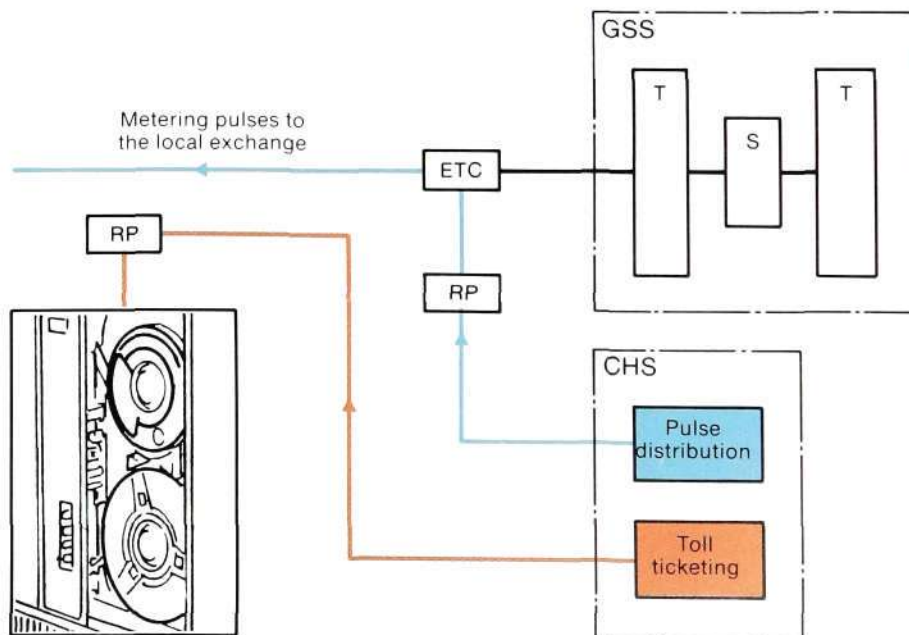 GSS
T
T
S
Metering pulses to
the local exchange
ETC
RP
RP
CHS
Pulse
distribution
Toll
ticketing